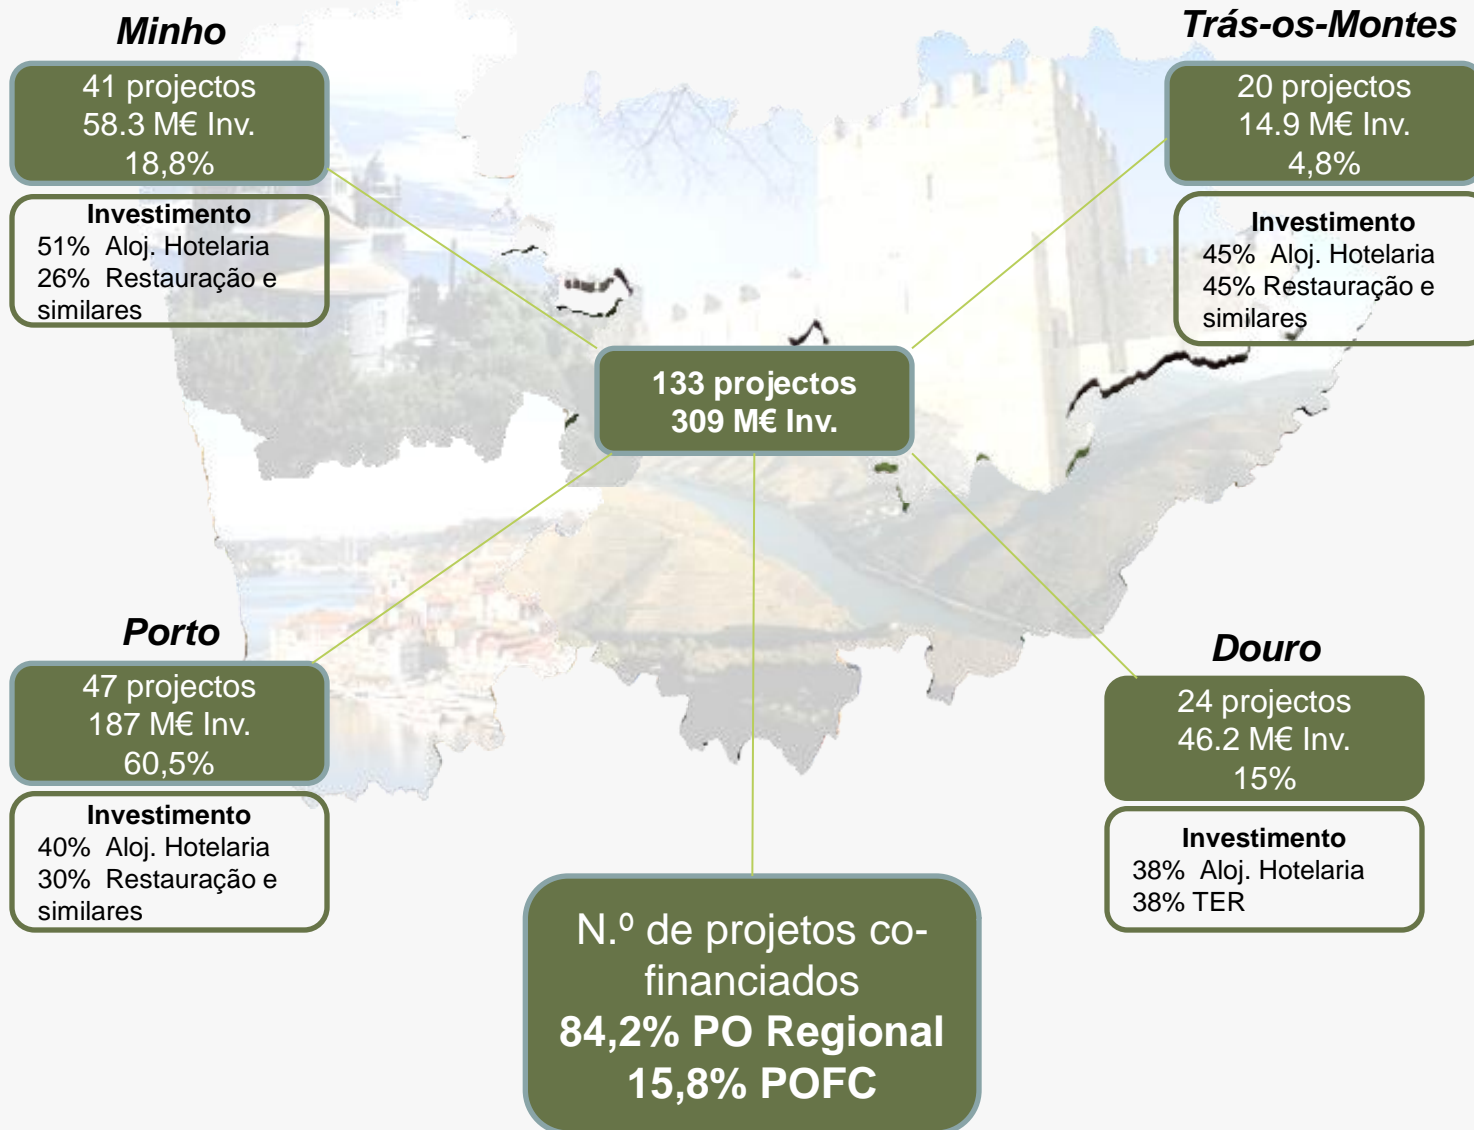 Minho
41 projectos
58.3 M€ Inv.
18,8%
Investimento
51% Aloj. Hotelaria
26% Restauração e
similares
Trás-os-Montes
20 projectos
14.9 M€ Inv.
4,8%
Investimento
45% Aloj. Hotelaria
45% Restauração e
similares
133 projectos
309 M€ Inv.
Porto
47 projectos
187 M€ Inv.
60,5%
Investimento
40% Aloj. Hotelaria
30% Restauração e
similares
Douro
24 projectos
46.2 M€ Inv.
15%
Investimento
38% Aloj. Hotelaria
38% TER
N.º de projetos co-
financiados
84,2% PO Regional
15,8% POFC